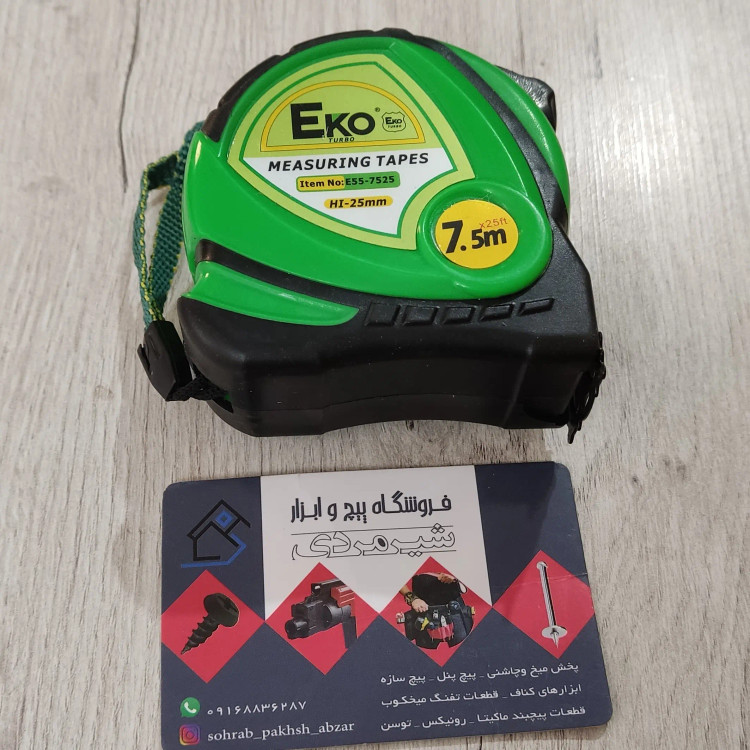 EKO ®
TURBO
EKO
TURBO
MEASURING TAPES
Item No: E55-7525
HI-25mm
7.5m
x25ft
فروشگاه پیچ و ابزار
شیرمردی
پخش میخ وچاشنی _ پیچ پنل _ پیچ سازه
ابزارهای کناف _ قطعات تفنگ میخکوب
قطعات پیچبند ماکیتا _ رونیکس _ توسن
۰۹۱۶۸۸۳۶۲۸۷
sohrab_pakhsh_abzar